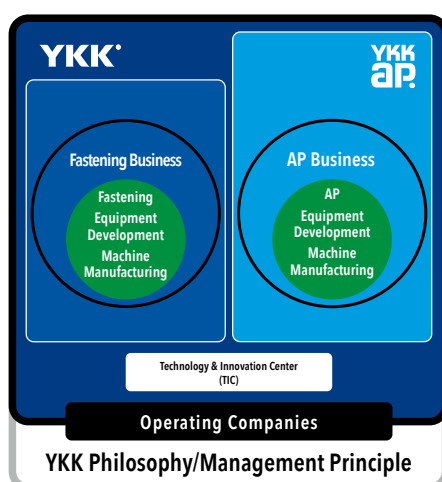 YKK
YKK
ap
Fastening Business
Fastening
Equipment
Development
Machine
Manufacturing
AP Business
AP
Equipment
Development
Machine
Manufacturing
Technology & Innovation Center
(TIC)
Operating Companies
YKK Philosophy/Management Principle